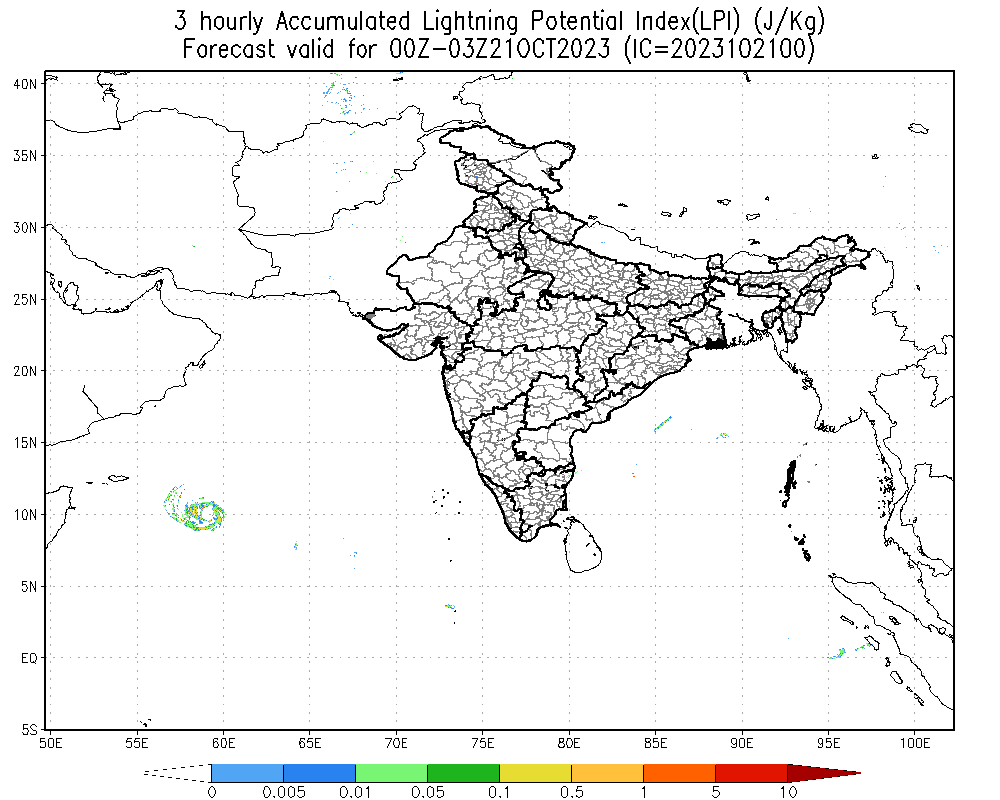 3 hourly Accumulated Lightning Potential Index(LPI) (J/Kg)
Forecast valid for 00Z-03Z21OCT2023 (IC=2023102100)
40N
35N
30N
25N
20N
15N
10N
5N
EQ
5S
50E 55E 60E 65E 70E 75E 80E 85E 90E 95E 100E
0 0.005 0.01 0.05 0.1 0.5 1 5 10